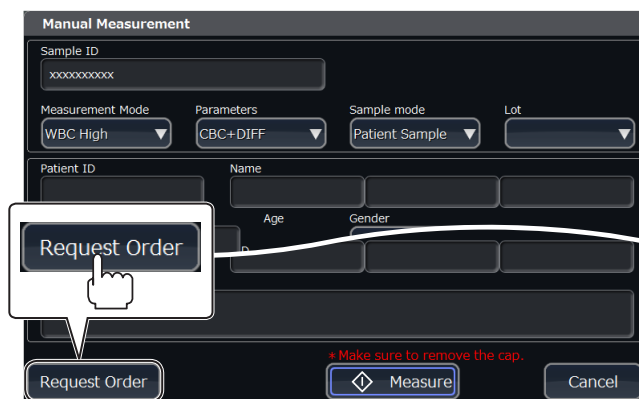 Manual Measurement
Sample ID
xxxxxxxxxx
Measurement Mode Parameters Sample mode Lot
WBC High CBC+DIFF Patient Sample
Patient ID Name
Age Gender
Request Order
*Make sure to remove the cap.
Request Order Measure Cancel